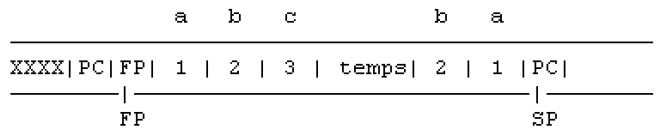 a b c b a
XXXX|PC|FP| 1 | 2 | 3 | temps| 2 | 1 |PC|
FP SP